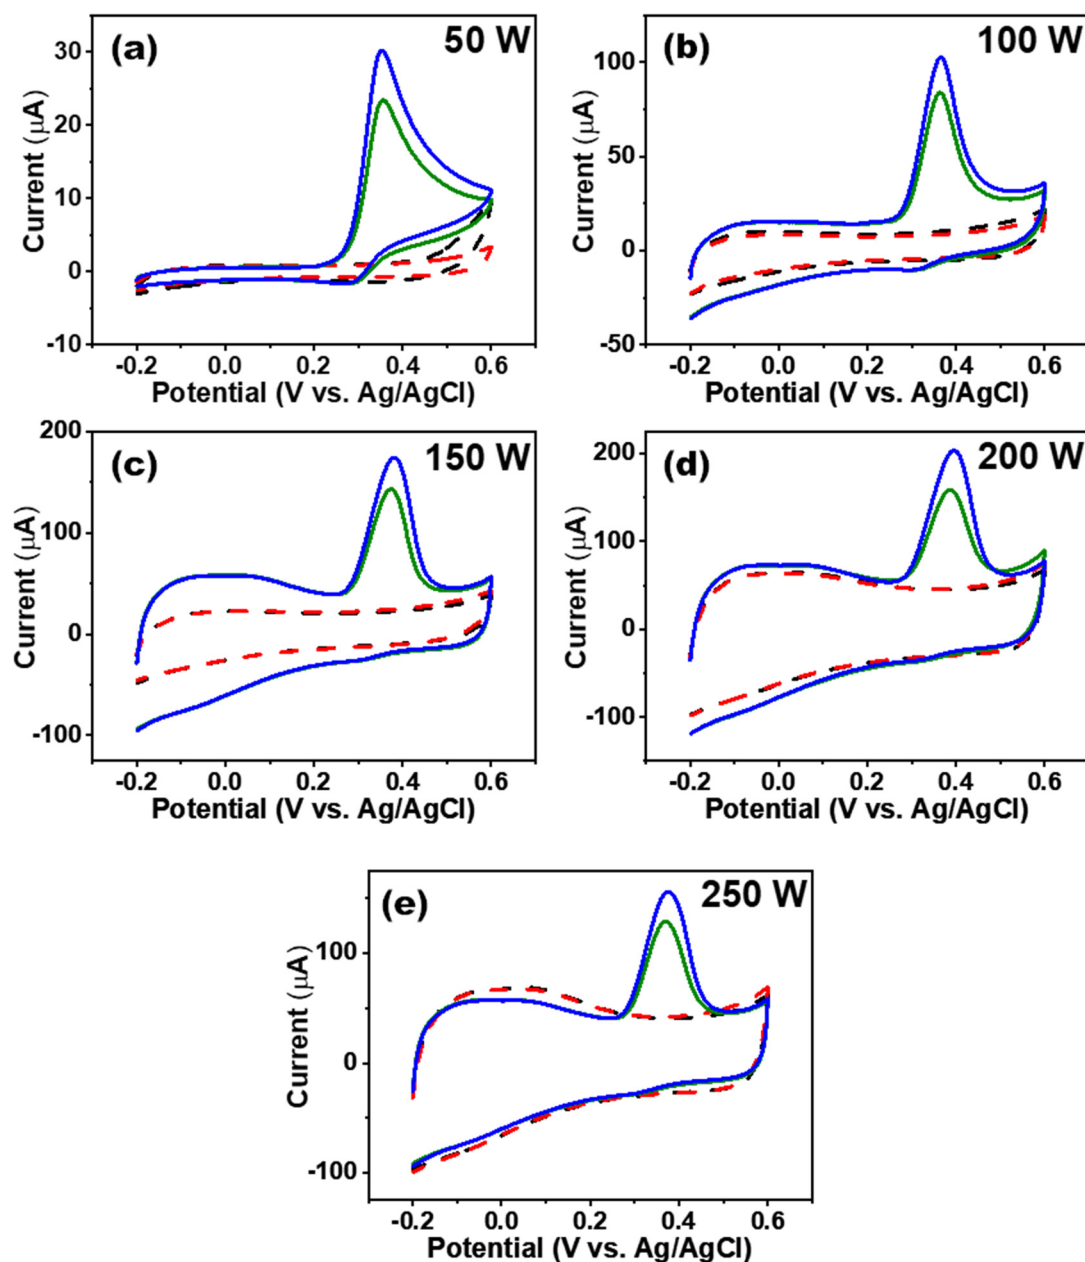 (a) 50 W
30
20
10
0
-10
Current (μA)
-0.2 0.0 0.2 0.4 0.6
Potential (V vs. Ag/AgCl)
(b) 100 W
100
50
0
-50
Current (μA)
-0.2 0.0 0.2 0.4 0.6
Potential (V vs. Ag/AgCl)
(c) 150 W
200
100
0
-100
Current (μA)
-0.2 0.0 0.2 0.4 0.6
Potential (V vs. Ag/AgCl)
(d) 200 W
200
100
0
-100
Current (μA)
-0.2 0.0 0.2 0.4 0.6
Potential (V vs. Ag/AgCl)
(e) 250 W
100
0
-100
Current (μA)
-0.2 0.0 0.2 0.4 0.6
Potential (V vs. Ag/AgCl)